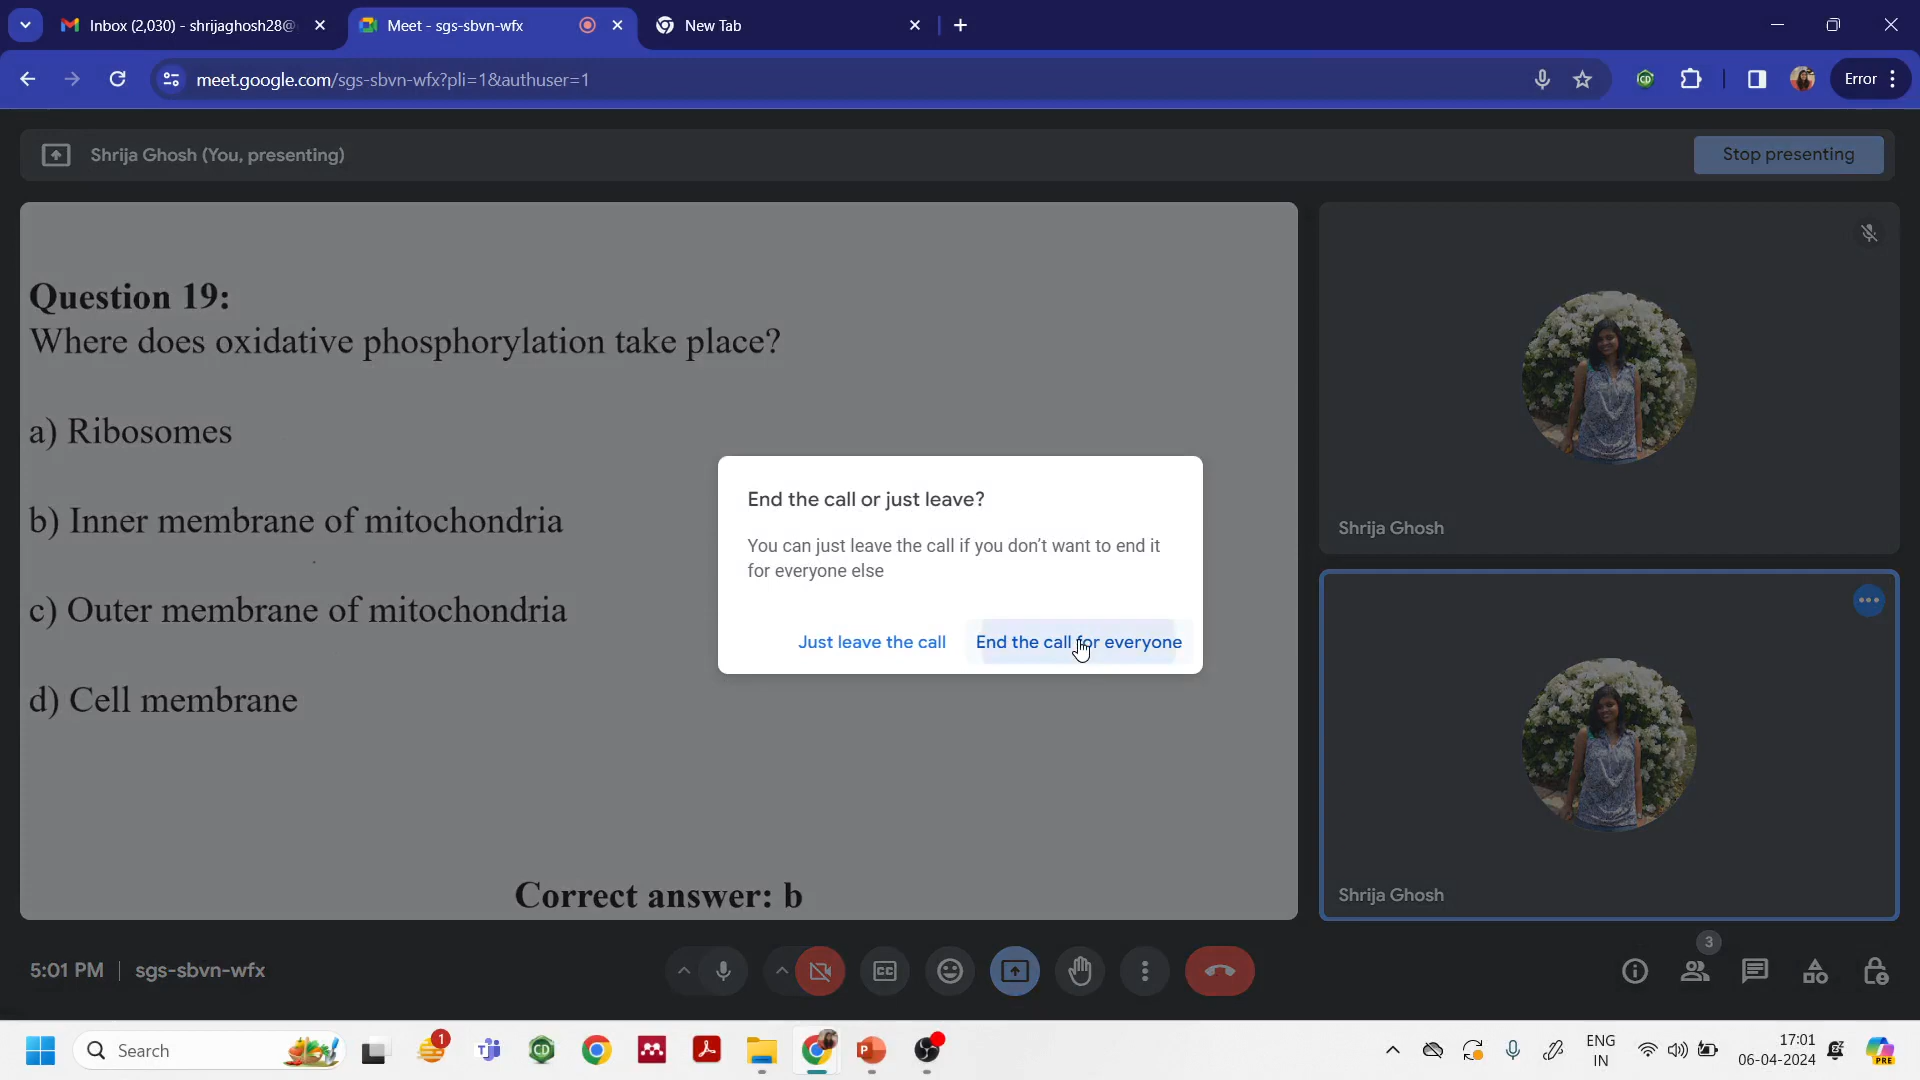 Inbox (2,030) - shrijaghosh28@
Meet - sgs-sbvn-wfx
New Tab
meet.google.com/sgs-sbvn-wfx?pli=1&authuser=1
Error
Shrija Ghosh (You, presenting)
Stop presenting
Question 19:
Where does oxidative phosphorylation take place?
a) Ribosomes
b) Inner membrane of mitochondria
c) Outer membrane of mitochondria
d) Cell membrane
Correct answer: b
End the call or just leave?
You can just leave the call if you don't want to end it
for everyone else
Just leave the call
End the call for everyone
Shrija Ghosh
Shrija Ghosh
5:01 PM | sgs-sbvn-wfx
CC
3
Search
1
CD
ENG
IN
17:01
06-04-2024
PRE